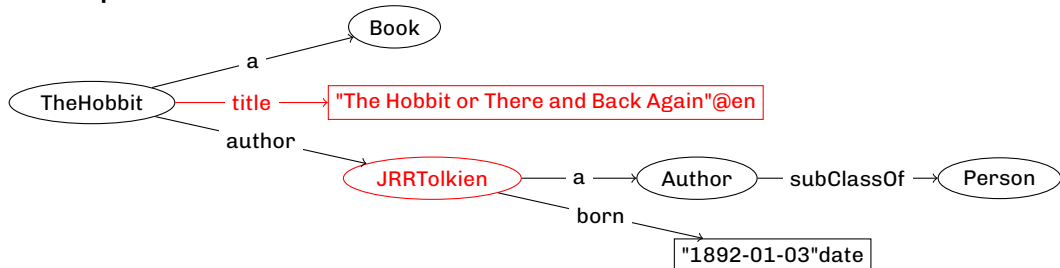 Book
a
TheHobbit
title
"The Hobbit or There and Back Again"@en
author
JRRTolkien
a
Author
subClassOf
Person
born
"1892-01-03"date